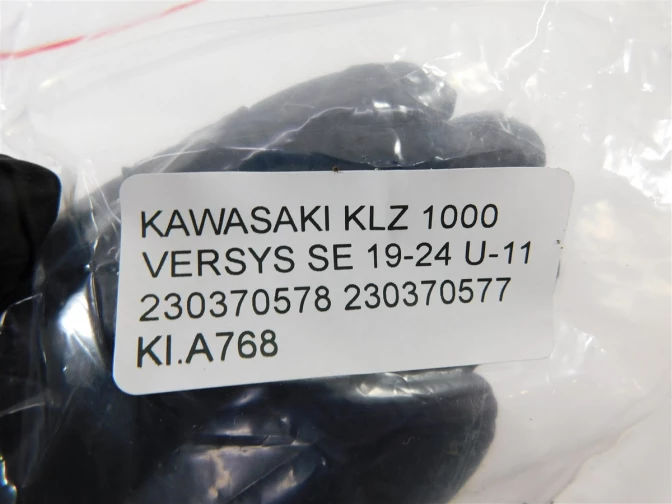 KAWASAKI KLZ 1000
VERSYS SE 19-24 U-11
230370578 230370577
KI.A768